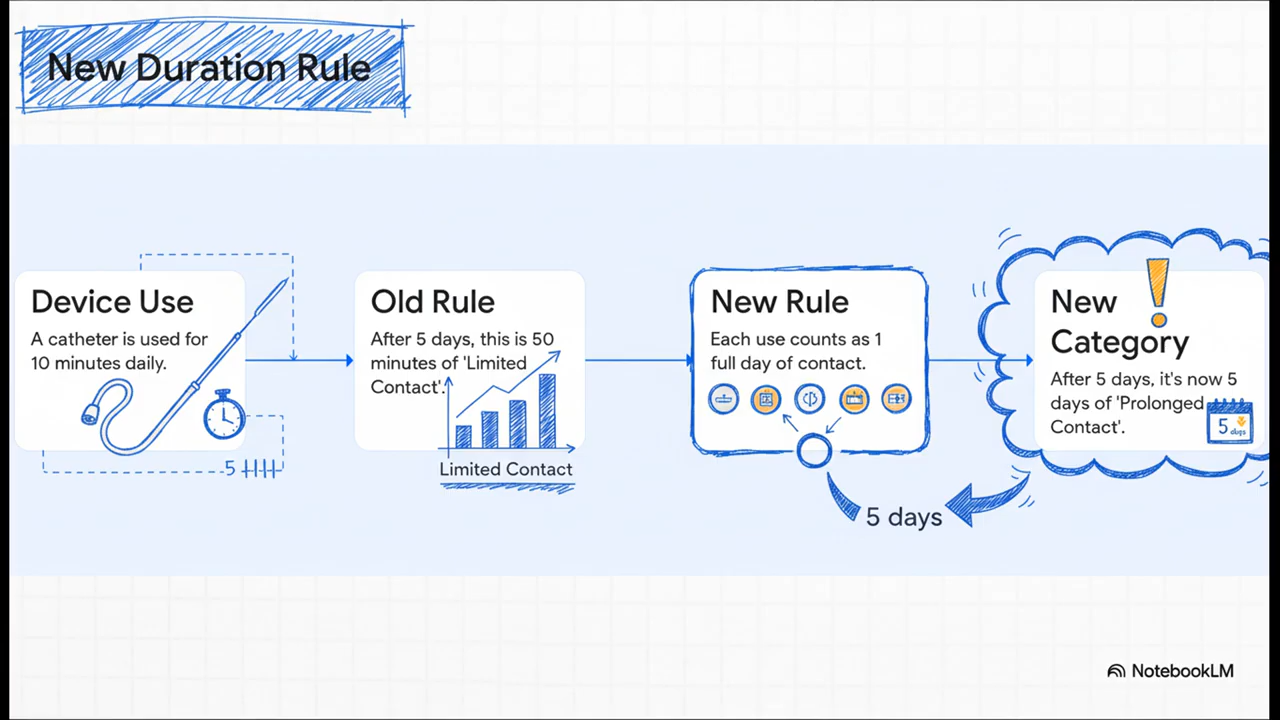 New Duration Rule
Device Use
A catheter is used for
10 minutes daily.
5
Old Rule
After 5 days, this is 50
minutes of 'Limited
Contact'.
Limited Contact
New Rule
Each use counts as 1
full day of contact.
5 days
New
Category
After 5 days, it's now 5
days of 'Prolonged
Contact'.
5 days
NotebookLM